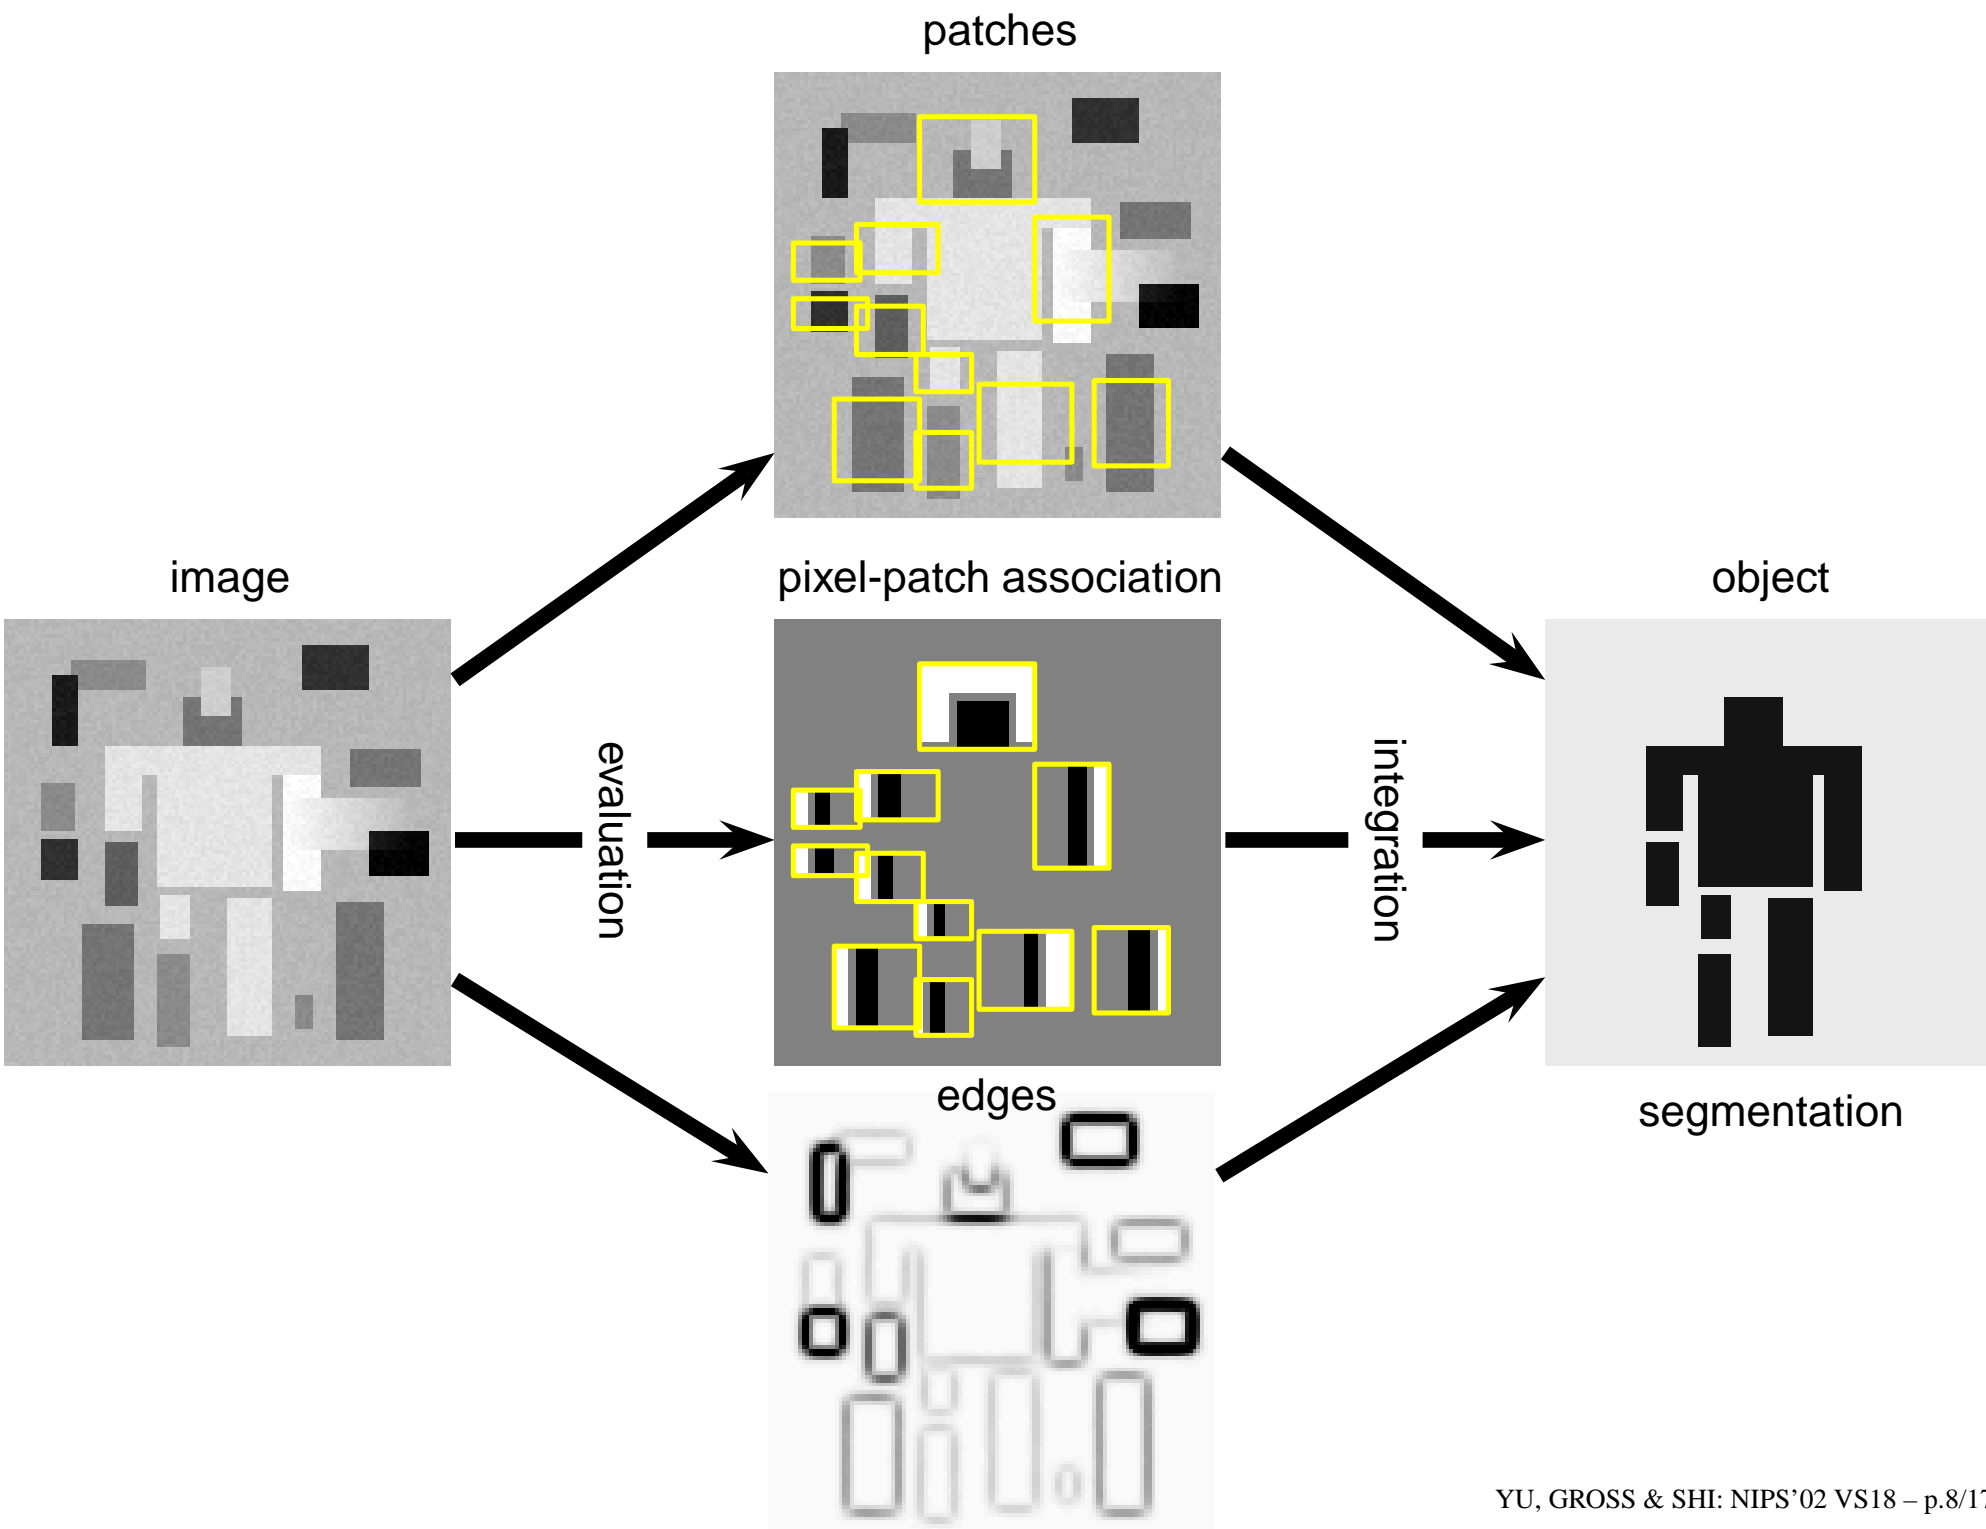 patches
image
pixel-patch association
object
evaluation
integration
edges
segmentation
YU, GROSS & SHI: NIPS’02 VS18 – p.8/17